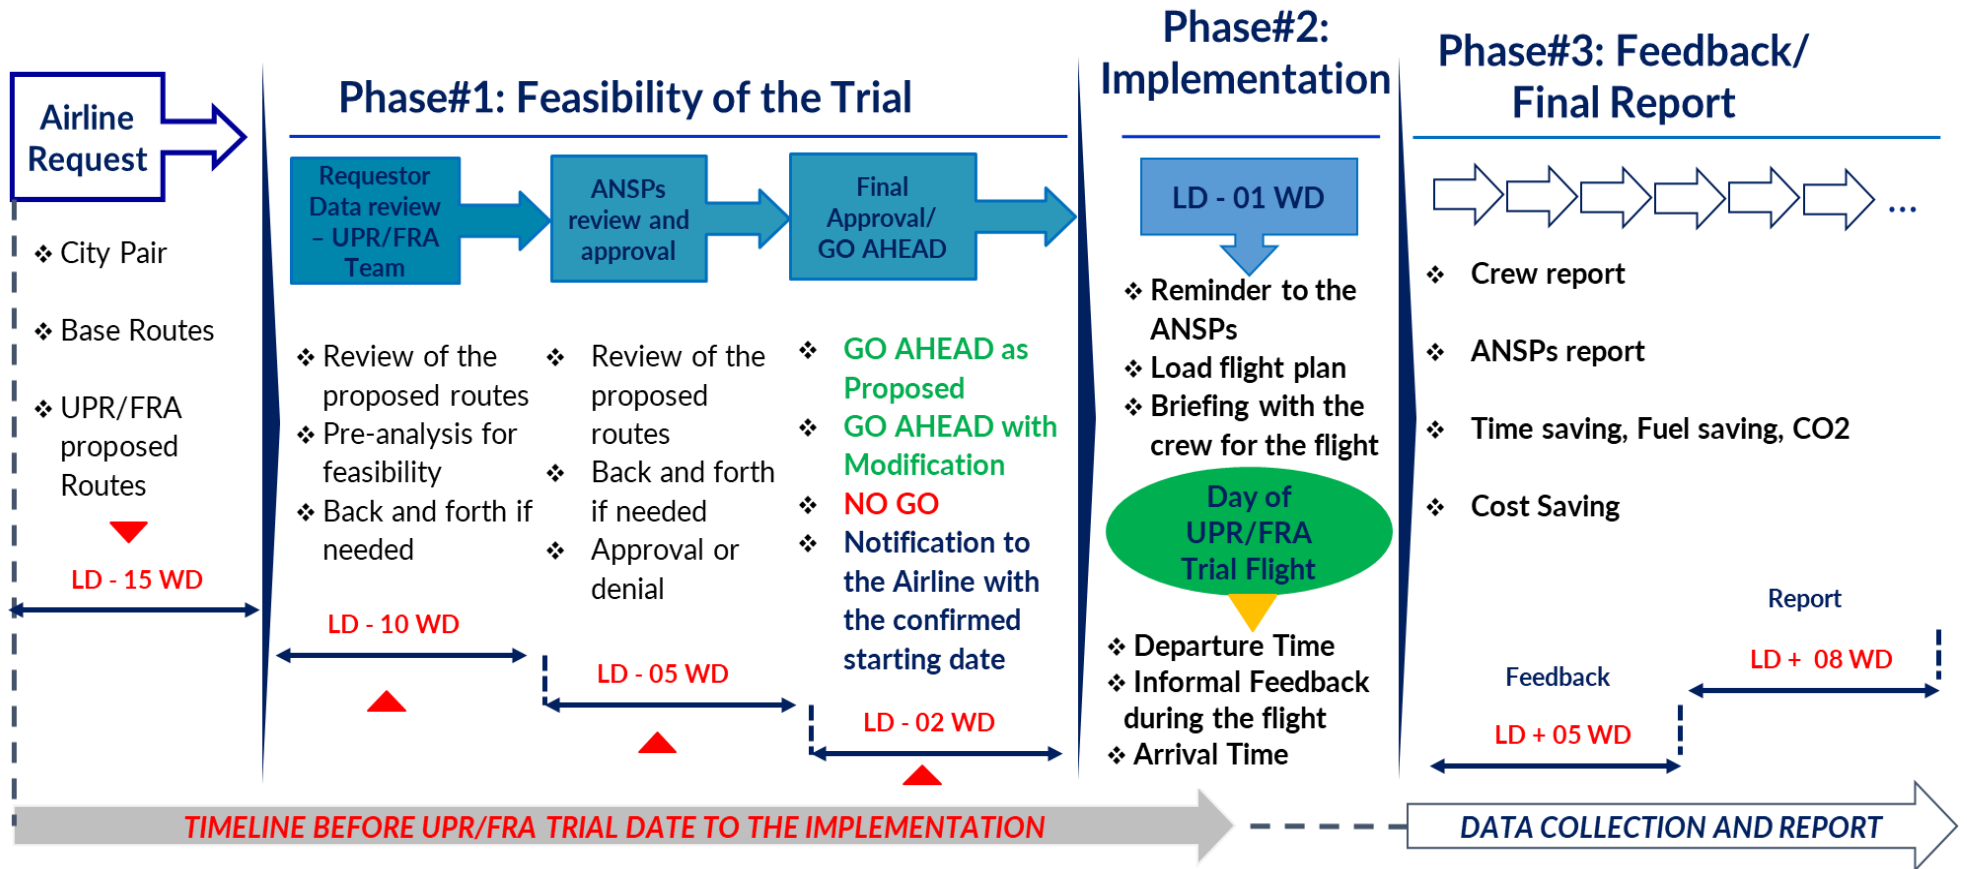 Airline
Request
❖ City Pair
❖ Base Routes
❖ UPR/FRA
proposed
Routes
LD - 15 WD
Phase#1: Feasibility of the Trial
Requestor
Data review
– UPR/FRA
Team
❖ Review of the
proposed routes
❖ Pre-analysis for
feasibility
❖ Back and forth if
needed
LD - 10 WD
ANSPs
review and
approval
❖ Review of the
proposed
routes
❖ Back and forth
if needed
❖ Approval or
denial
LD - 05 WD
Final
Approval/
GO AHEAD
❖ GO AHEAD as
Proposed
❖ GO AHEAD with
Modification
❖ NO GO
❖ Notification to
the Airline with
the confirmed
starting date
LD - 02 WD
Phase#2:
Implementation
LD - 01 WD
❖ Reminder to the
ANSPs
❖ Load flight plan
❖ Briefing with the
crew for the flight
Day of
UPR/FRA
Trial Flight
❖ Departure Time
❖ Informal Feedback
during the flight
❖ Arrival Time
Phase#3: Feedback/
Final Report
...
❖ Crew report
❖ ANSPs report
❖ Time saving, Fuel saving, CO2
❖ Cost Saving
Feedback
LD + 05 WD
Report
LD + 08 WD
TIMELINE BEFORE UPR/FRA TRIAL DATE TO THE IMPLEMENTATION
DATA COLLECTION AND REPORT